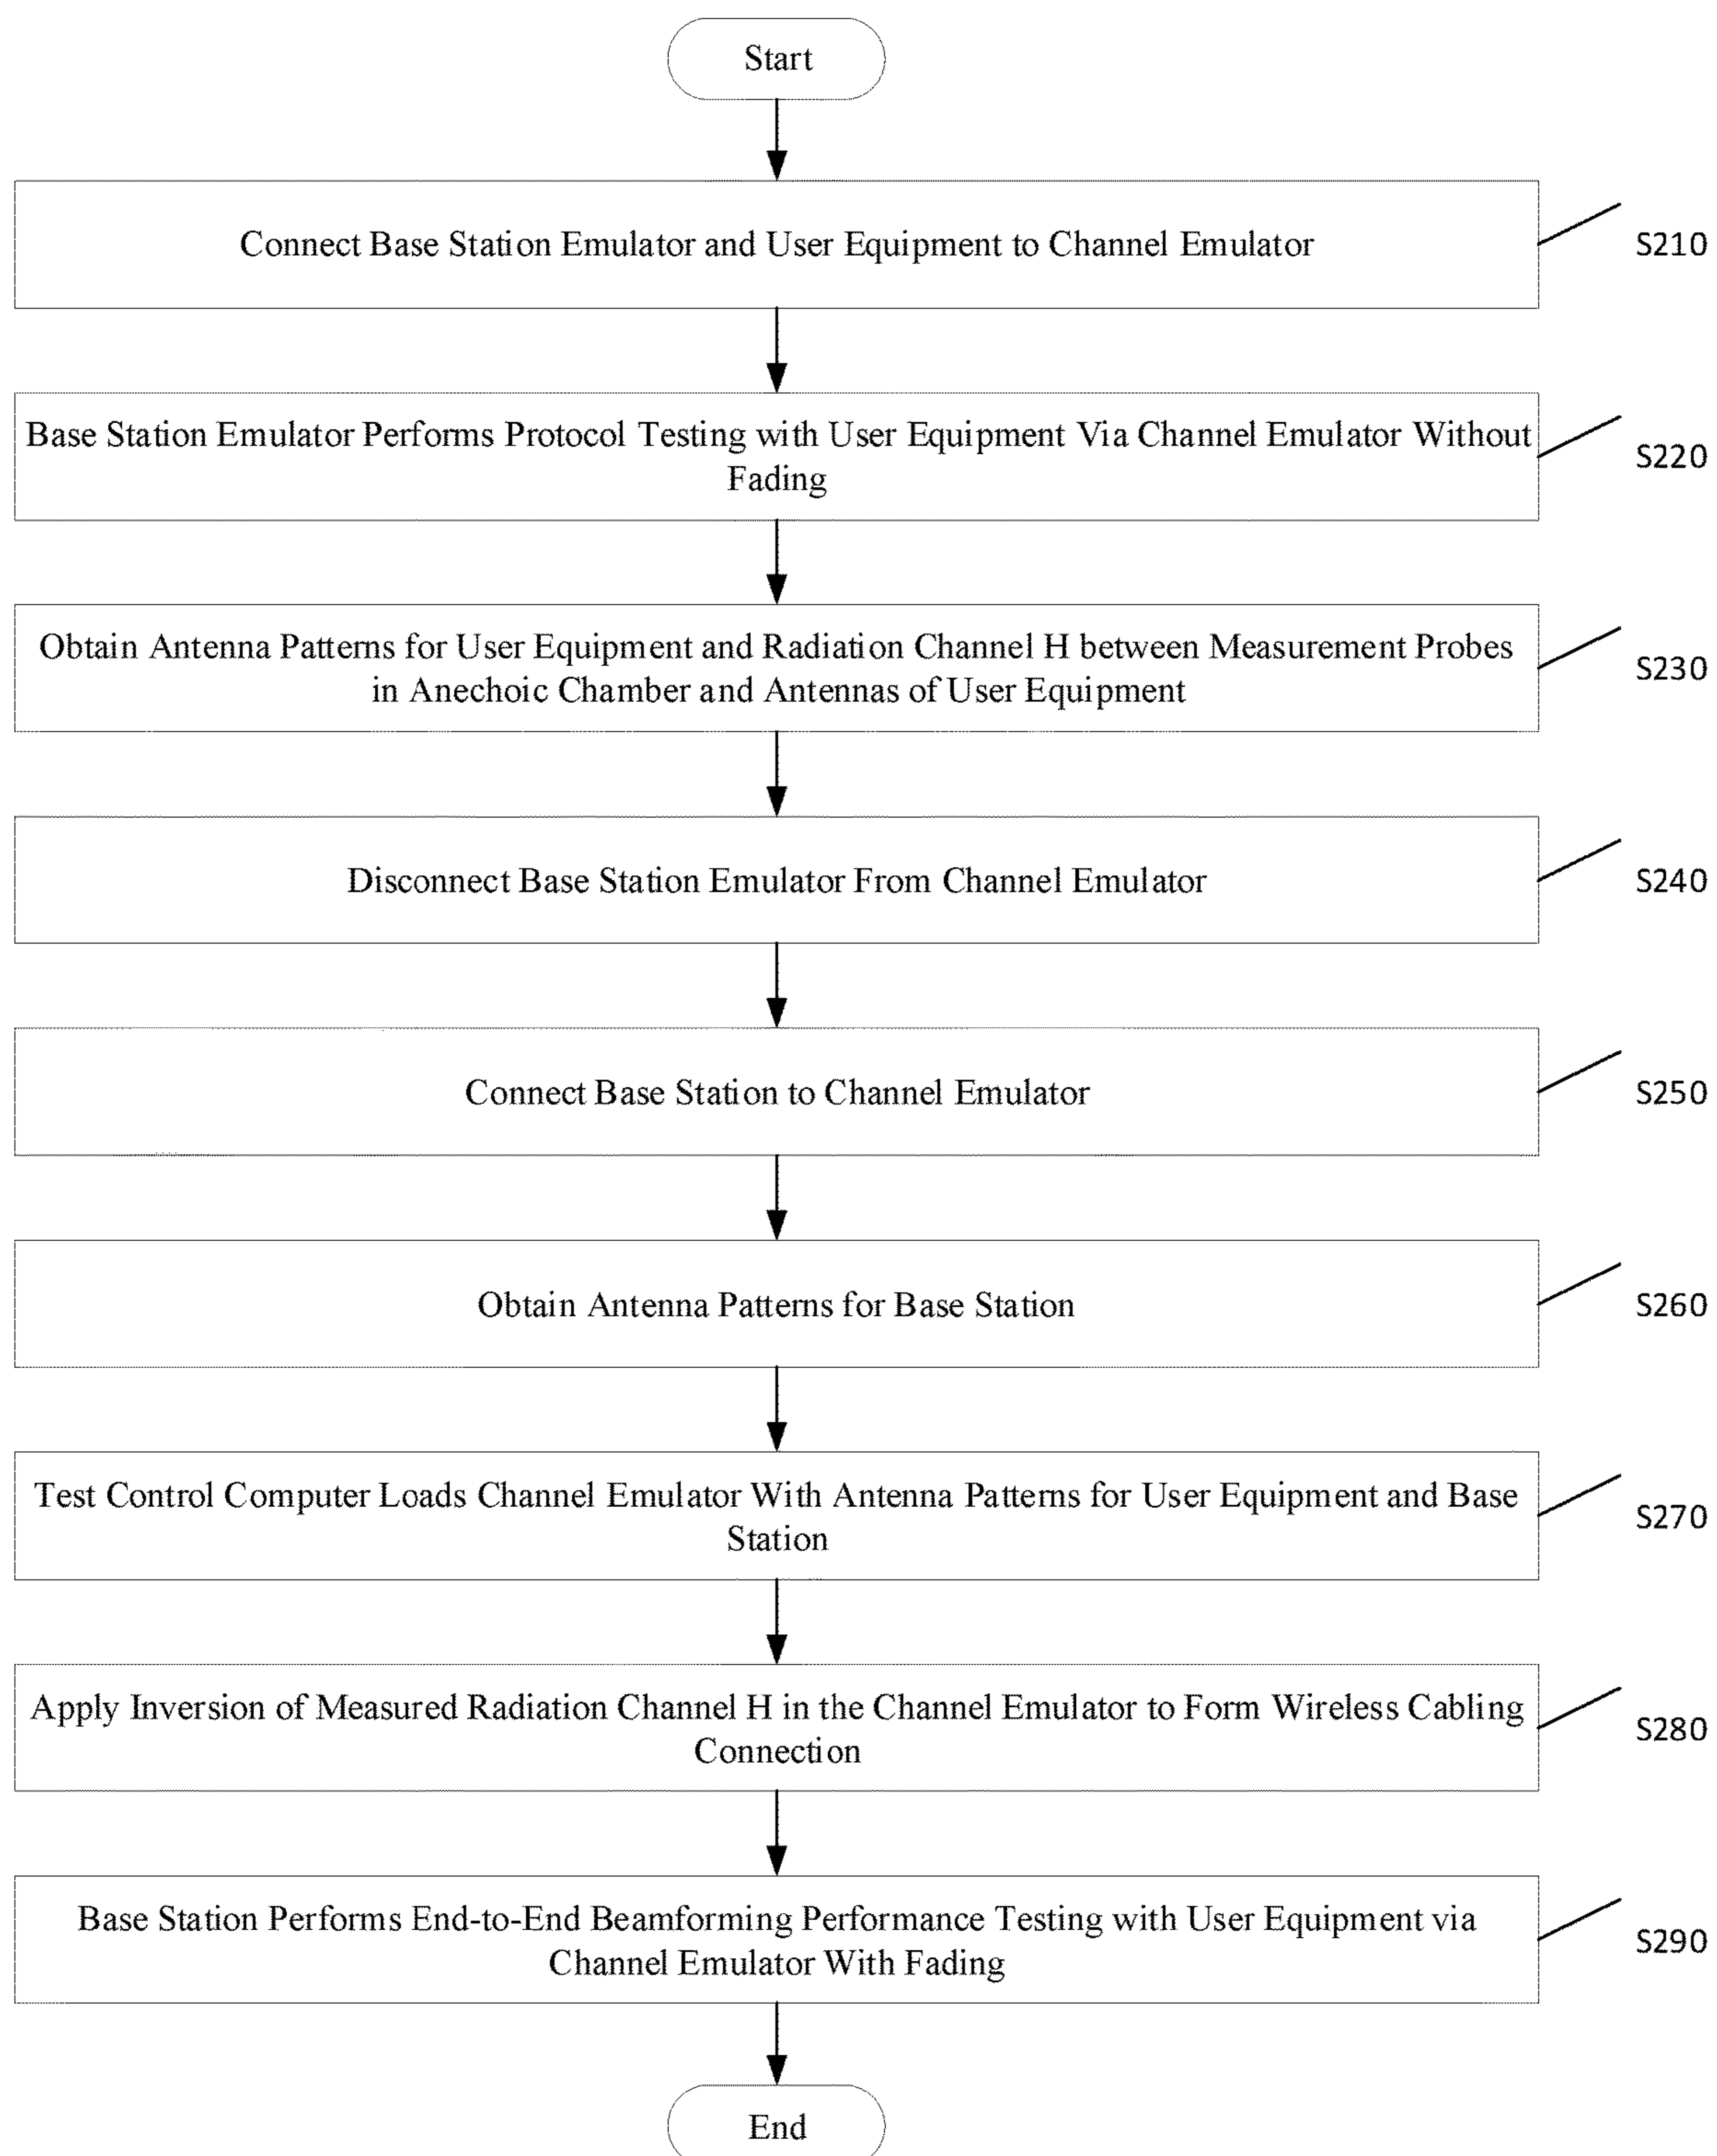 Start
Connect Base Station Emulator and User Equipment to Channel Emulator
S210
Base Station Emulator Performs Protocol Testing with User Equipment Via Channel Emulator Without
Fading
S220
Obtain Antenna Patterns for User Equipment and Radiation Channel H between Measurement Probes
in Anechoic Chamber and Antennas of User Equipment
S230
Disconnect Base Station Emulator From Channel Emulator
S240
Connect Base Station to Channel Emulator
S250
Obtain Antenna Patterns for Base Station
S260
Test Control Computer Loads Channel Emulator With Antenna Patterns for User Equipment and Base
Station
S270
Apply Inversion of Measured Radiation Channel H in the Channel Emulator to Form Wireless Cabling
Connection
S280
Base Station Performs End-to-End Beamforming Performance Testing with User Equipment via
Channel Emulator With Fading
S290
End